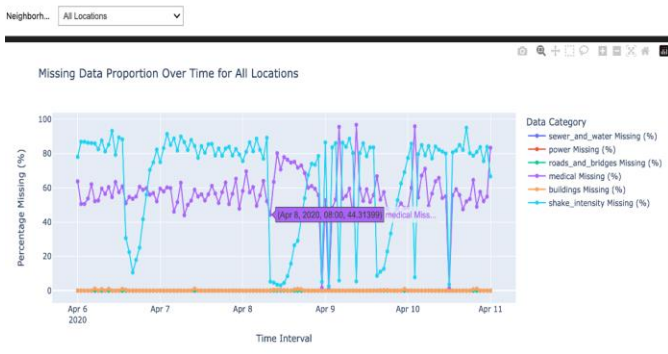 Neighborh...
All Locations
Missing Data Proportion Over Time for All Locations
Percentage Missing (%)
100
80
60
40
20
0
(Apr 8, 2020, 08:00, 44.31399) medical Miss...
Apr 6
2020
Apr 7
Apr 8
Apr 9
Apr 10
Apr 11
Time Interval
Data Category
sewer_and_water Missing (%)
power Missing (%)
roads_and_bridges Missing (%)
medical Missing (%)
buildings Missing (%)
shake_intensity Missing (%)